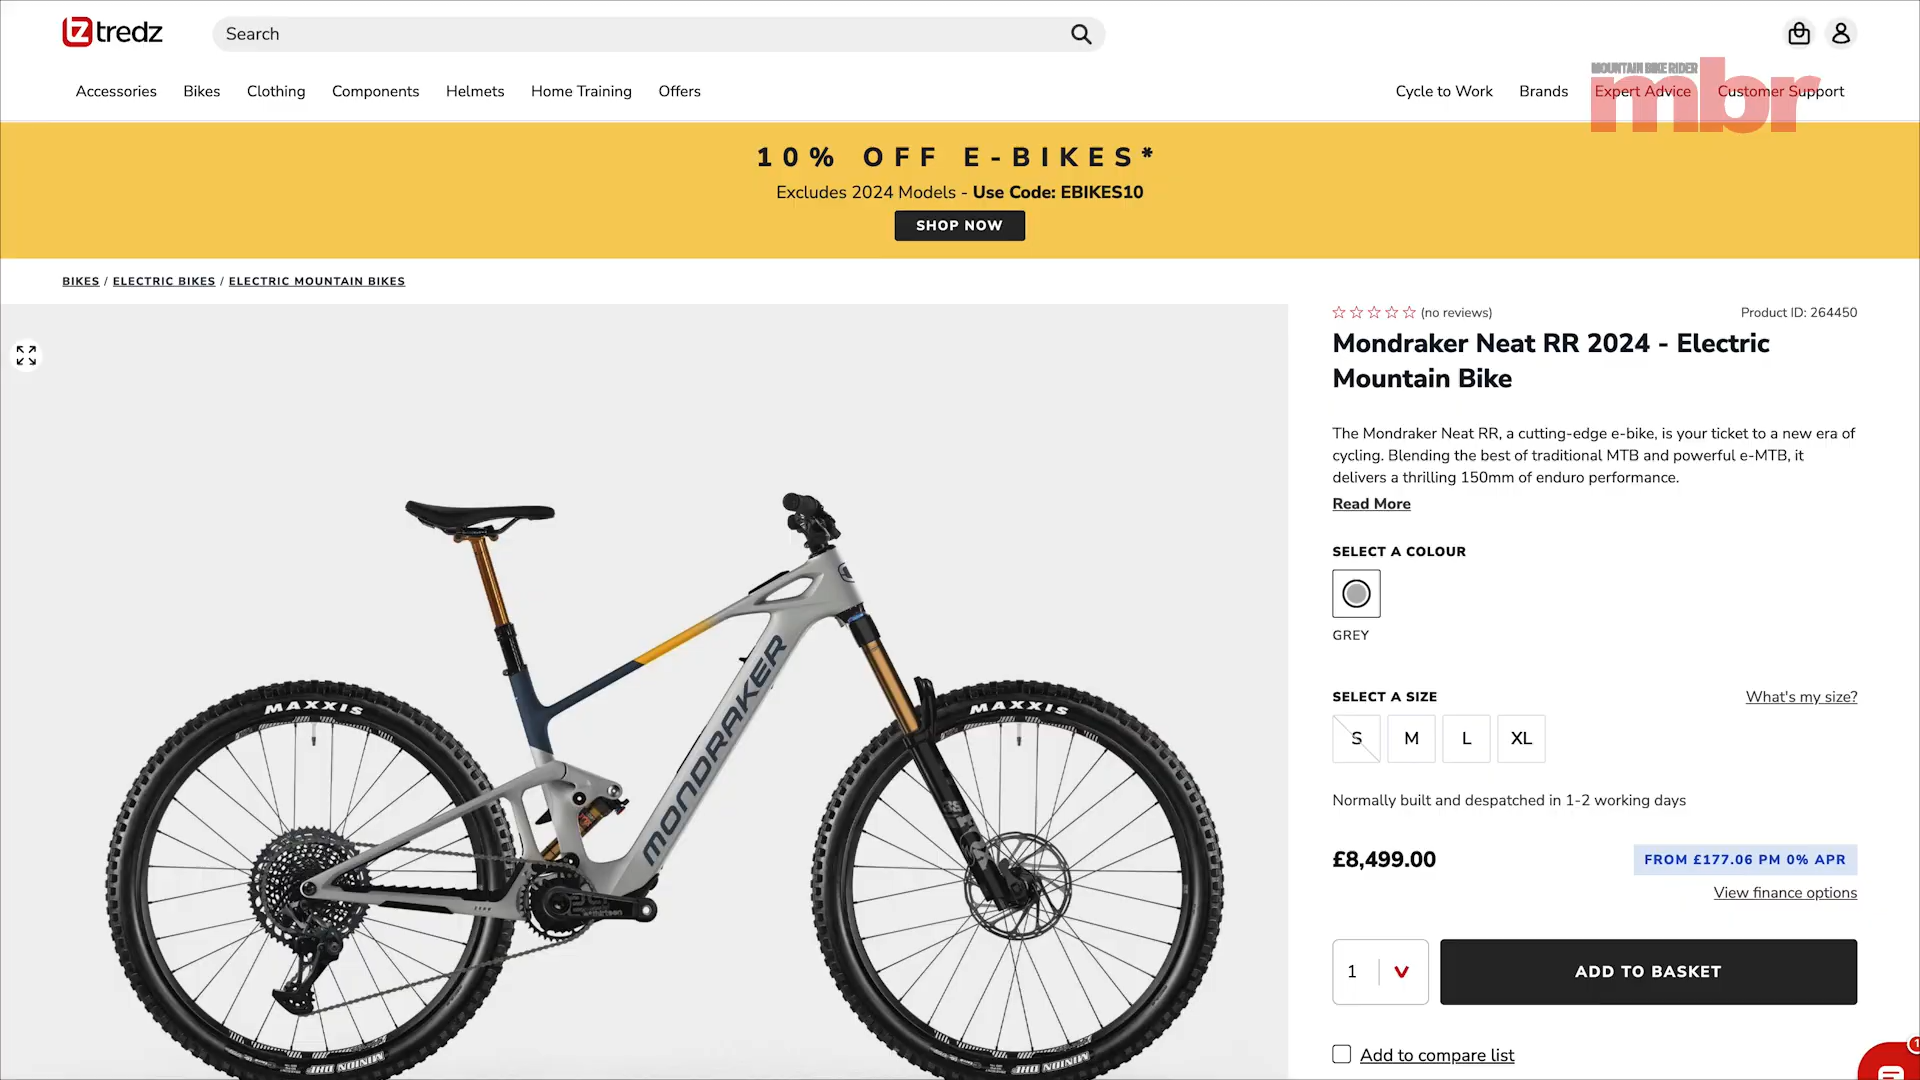 tredz
Search
MOUNTAIN BIKE RIDER
mbr
Accessories Bikes Clothing Components Helmets Home Training Offers
Cycle to Work Brands Expert Advice Customer Support
10% OFF E-BIKES*
Excludes 2024 Models - Use Code: EBIKES10
SHOP NOW
BIKES / ELECTRIC BIKES / ELECTRIC MOUNTAIN BIKES
(no reviews)
Product ID: 264450
Mondraker Neat RR 2024 - Electric
Mountain Bike
The Mondraker Neat RR, a cutting-edge e-bike, is your ticket to a new era of
cycling. Blending the best of traditional MTB and powerful e-MTB, it
delivers a thrilling 150mm of enduro performance.
Read More
SELECT A COLOUR
GREY
SELECT A SIZE
What's my size?
S M L XL
Normally built and despatched in 1-2 working days
£8,499.00
FROM £177.06 PM 0% APR
View finance options
1
ADD TO BASKET
Add to compare list
1
MAXXIS
MAXXIS
MONDRAKER
MINION DHF